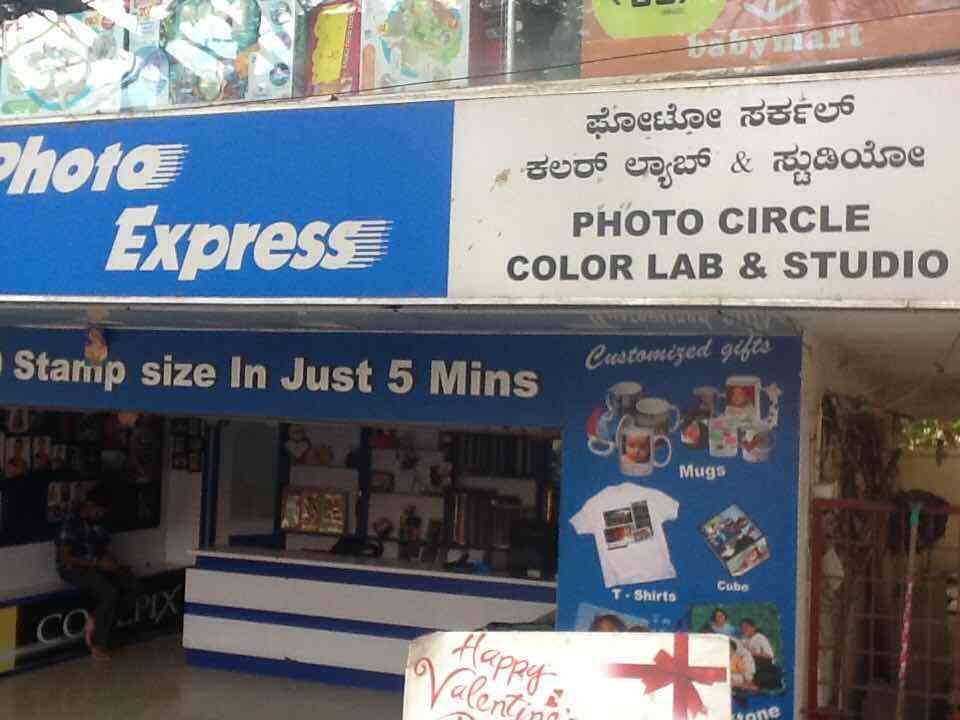 babymart
Photo
Express
ಫೋಟೋ ಸರ್ಕಲ್
ಕಲರ್ ಲ್ಯಾಬ್ & ಸ್ಟುಡಿಯೋ
PHOTO CIRCLE
COLOR LAB & STUDIO
Stamp size In Just 5 Mins
Customized gifts
Mugs
T - Shirts
Cube
Happy
Valentine's